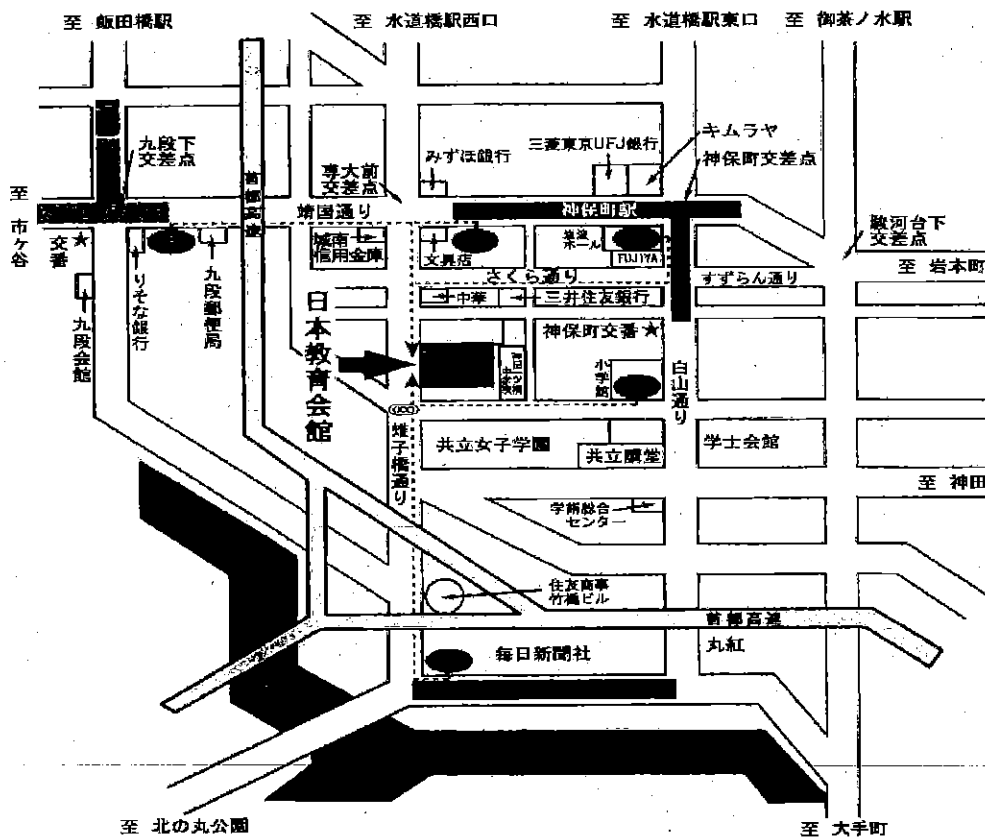 至 飯田橋駅
至 水道橋駅西口
至 水道橋駅東口
至 御茶ノ水駅
九段下
交差点
首都高速
みずほ銀行
三菱東京UFJ銀行
キムラヤ
神保町交差点
専大前
交差点
至 市ヶ谷
靖国通り
神保町駅
駿河台下
交差点
交番
城南
信用金庫
文具店
岩波
ホール
FUJIYA
さくら通り
すずらん通り
至 岩本町
りそな銀行
九段郵便局
九段会館
中華
三井住友銀行
日本教育会館
神保町交番
小学館
白山通り
雉子橋通り
共立女子学園
共立講堂
学士会館
至 神田
学術総合
センター
住友商事
竹橋ビル
首都高速
毎日新聞社
丸紅
至 北の丸公園
至 大手町